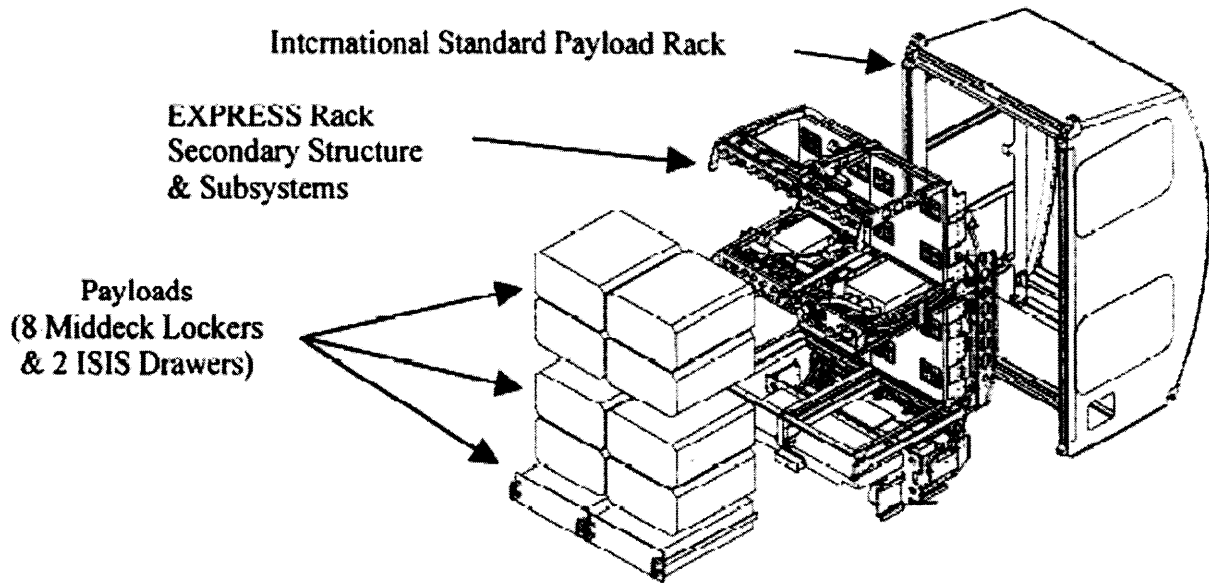 International Standard Payload Rack
EXPRESS Rack
Secondary Structure
& Subsystems
Payloads
(8 Middeck Lockers
& 2 ISIS Drawers)